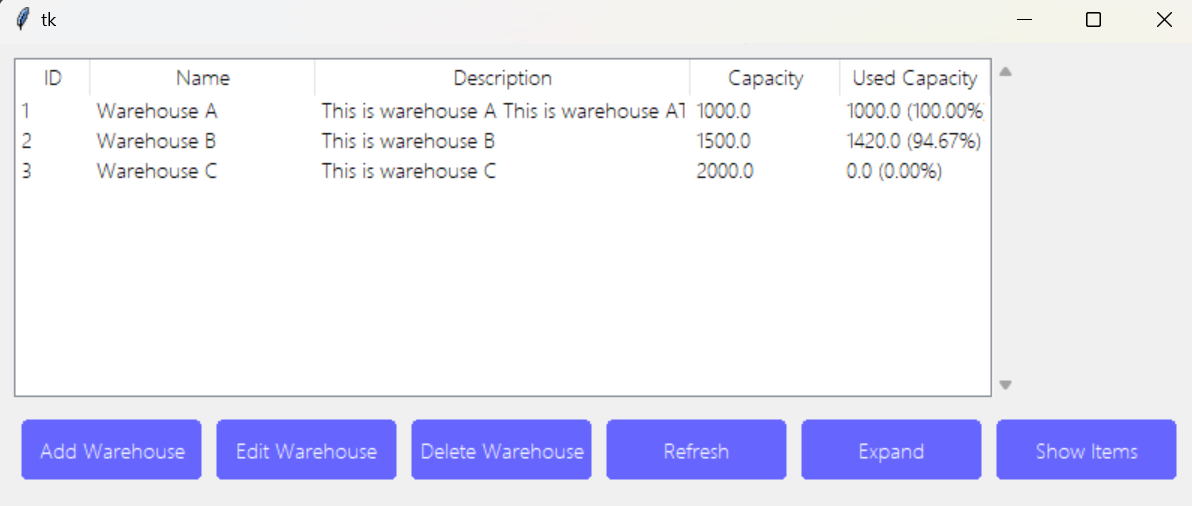 tk
ID Name Description Capacity Used Capacity
1 Warehouse A This is warehouse A This is warehouse AT 1000.0 1000.0 (100.00%
2 Warehouse B This is warehouse B 1500.0 1420.0 (94.67%)
3 Warehouse C This is warehouse C 2000.0 0.0 (0.00%)
Add Warehouse Edit Warehouse Delete Warehouse Refresh Expand Show Items